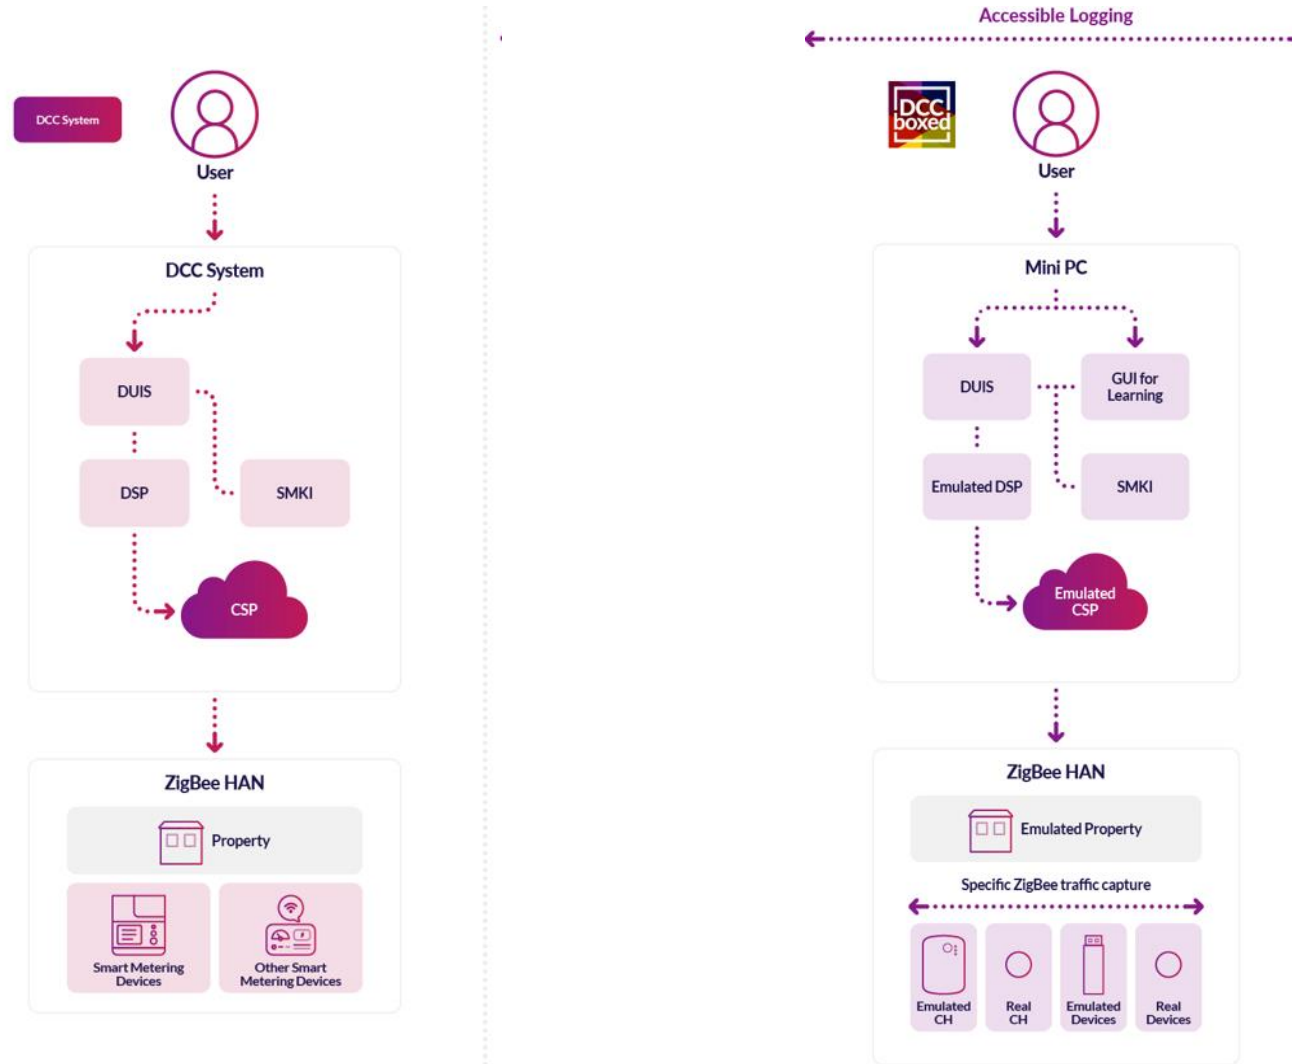 DCC System
User
DCC System
DUIS
DSP
SMKI
CSP
ZigBee HAN
Property
Smart Metering
Devices
Other Smart
Metering Devices
Accessible Logging
DCC
boxed
User
Mini PC
DUIS
GUI for
Learning
Emulated DSP
SMKI
Emulated
CSP
ZigBee HAN
Emulated Property
Specific ZigBee traffic capture
Emulated
CH
Real
CH
Emulated
Devices
Real
Devices